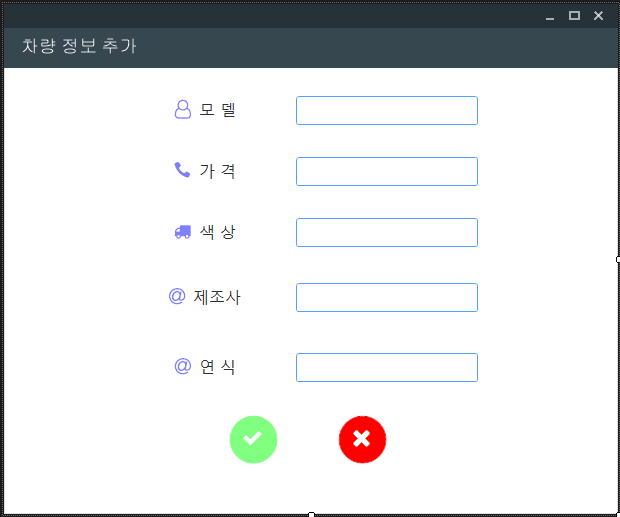 차량 정보 추가
모 델
가 격
색 상
@ 제조사
@ 연 식